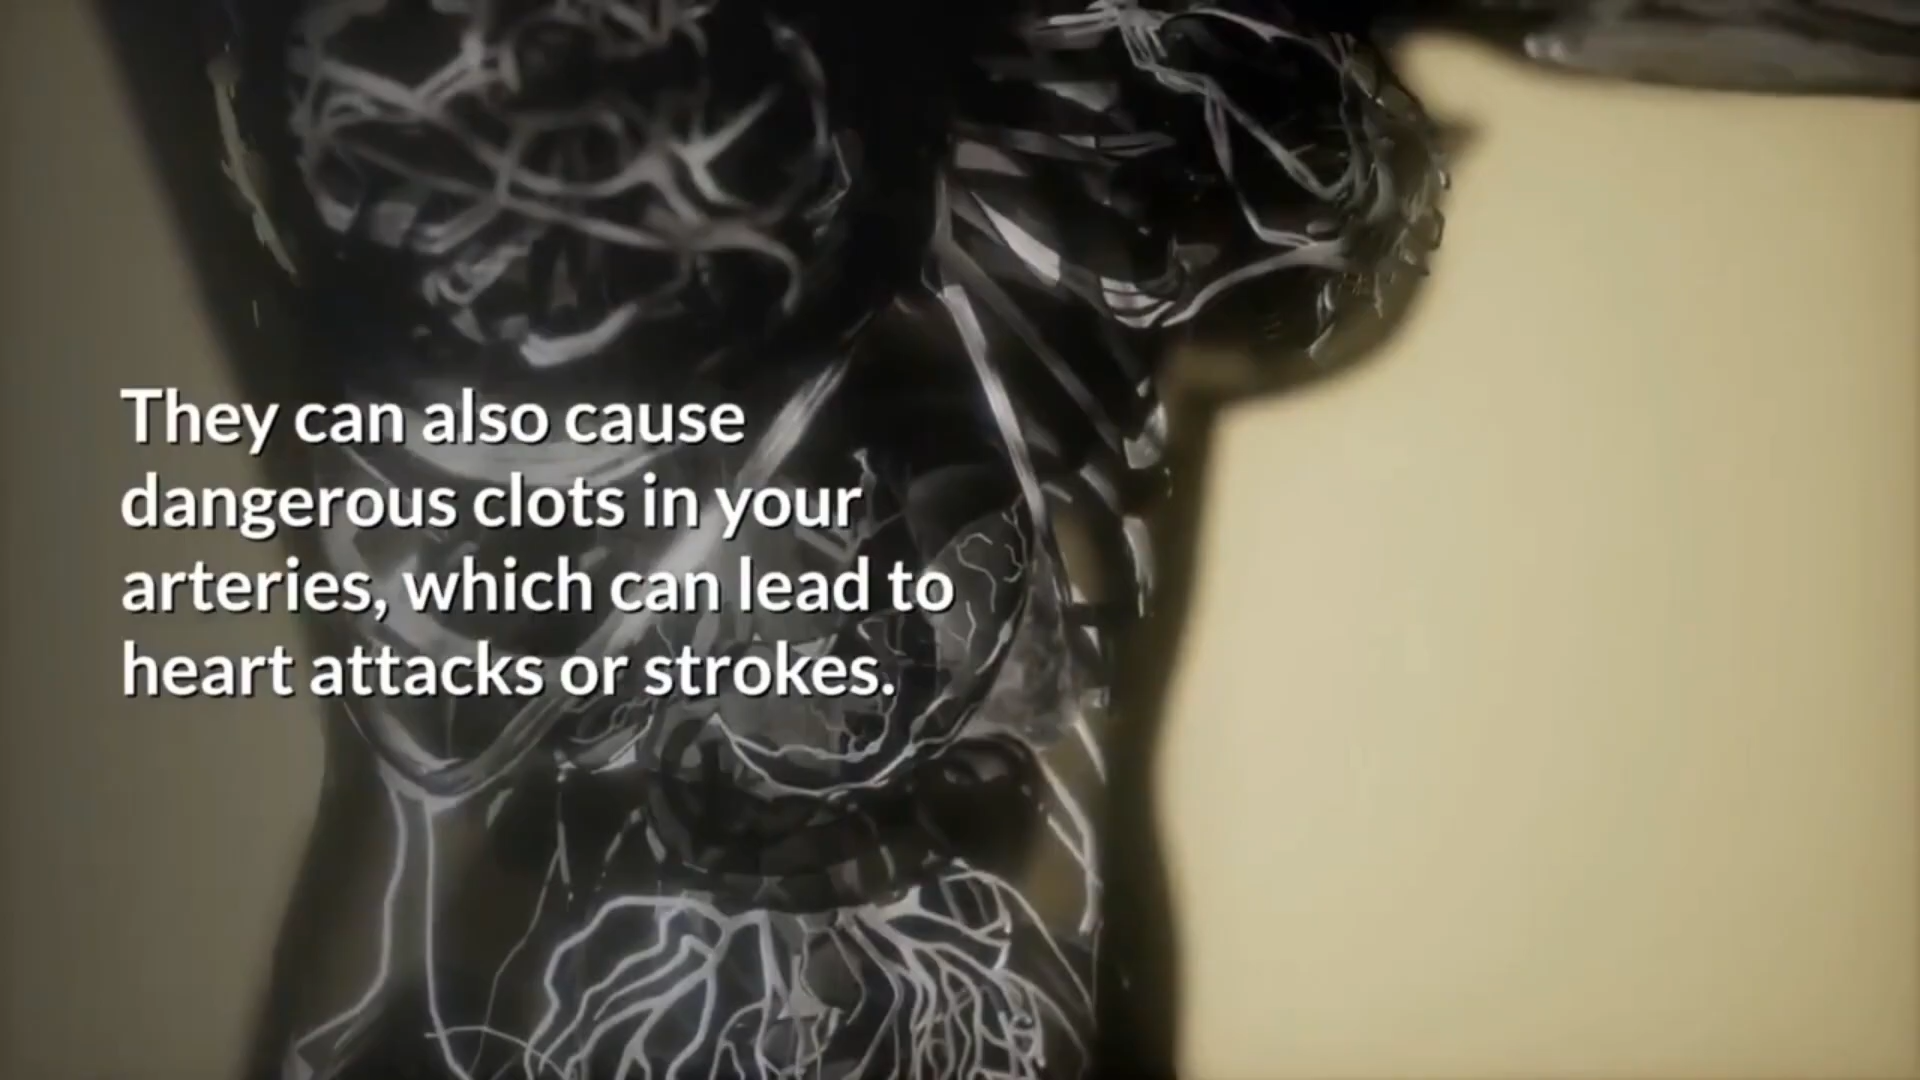 They can also cause
dangerous clots in your
arteries, which can lead to
heart attacks or strokes.